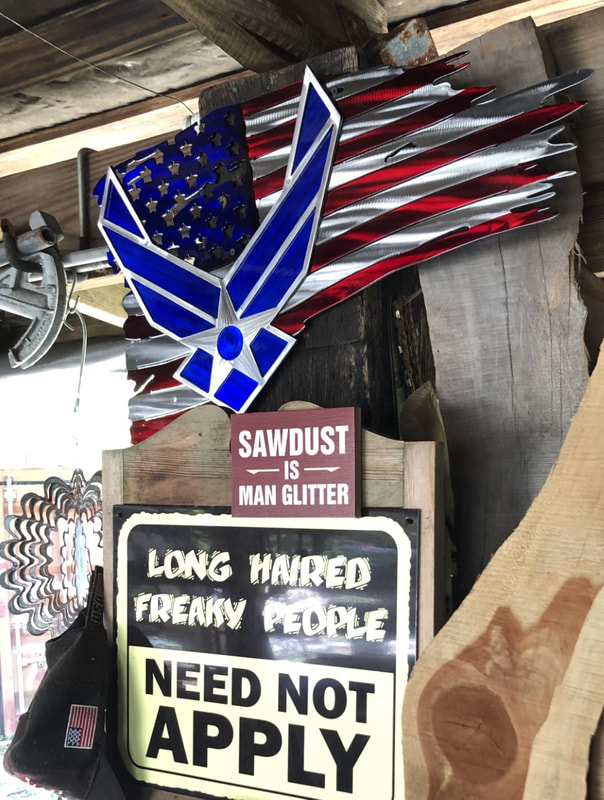 SAWDUST
IS
MAN GLITTER
LONG HAIRED
FREAKY PEOPLE
NEED NOT
APPLY